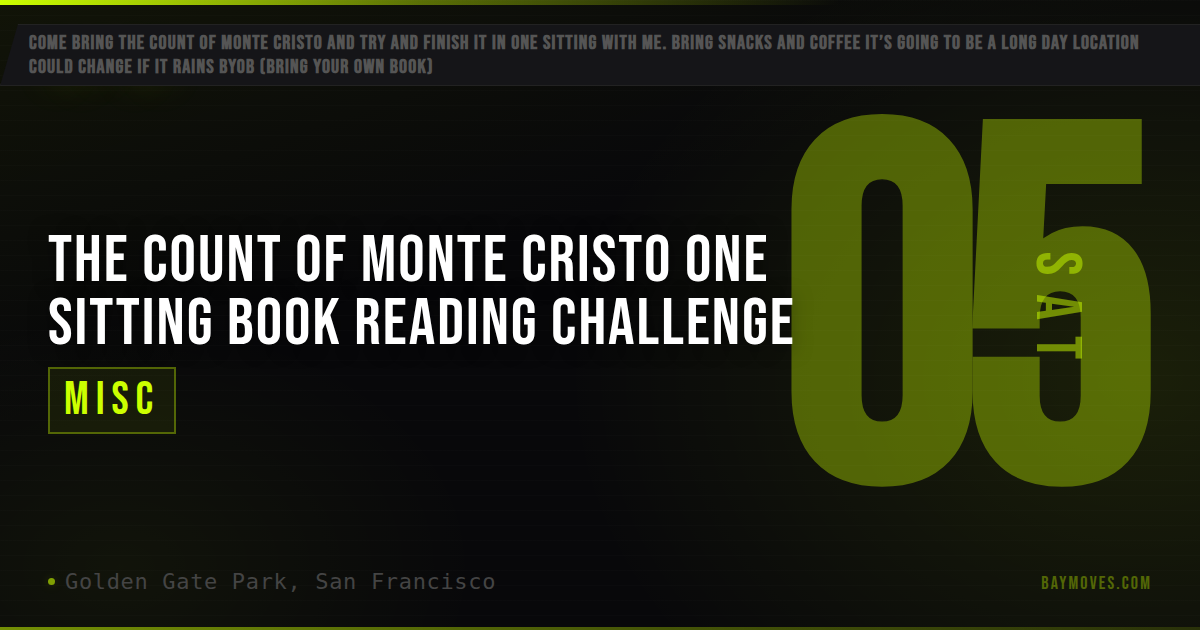 COME BRING THE COUNT OF MONTE CRISTO AND TRY AND FINISH IT IN ONE SITTING WITH ME. BRING SNACKS AND COFFEE IT'S GOING TO BE A LONG DAY LOCATION
COULD CHANGE IF IT RAINS BYOB (BRING YOUR OWN BOOK)
05
SAT
THE COUNT OF MONTE CRISTO ONE
SITTING BOOK READING CHALLENGE
MISC
Golden Gate Park, San Francisco
BAYMOVES.COM